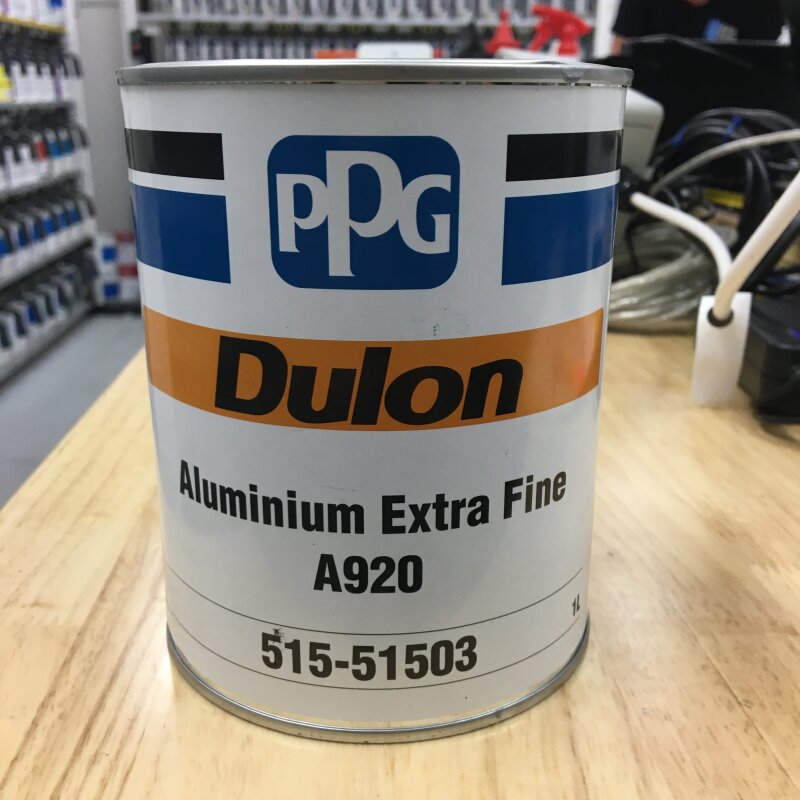 PPG
Dulon
Aluminium Extra Fine
A920
1L
515-51503